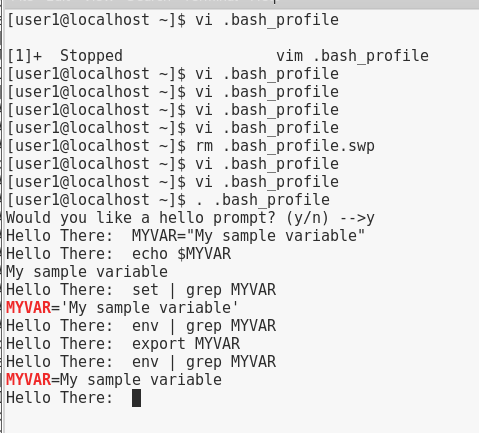 [user1@localhost ~]$ vi .bash_profile
[1]+  Stopped                 vim .bash_profile
[user1@localhost ~]$ vi .bash_profile
[user1@localhost ~]$ vi .bash_profile
[user1@localhost ~]$ vi .bash_profile
[user1@localhost ~]$ vi .bash_profile
[user1@localhost ~]$ rm .bash_profile.swp
[user1@localhost ~]$ vi .bash_profile
[user1@localhost ~]$ vi .bash_profile
[user1@localhost ~]$ . .bash_profile
Would you like a hello prompt? (y/n) -->y
Hello There:  MYVAR="My sample variable"
Hello There:  echo $MYVAR
My sample variable
Hello There:  set | grep MYVAR
MYVAR='My sample variable'
Hello There:  env | grep MYVAR
Hello There:  export MYVAR
Hello There:  env | grep MYVAR
MYVAR=My sample variable
Hello There: